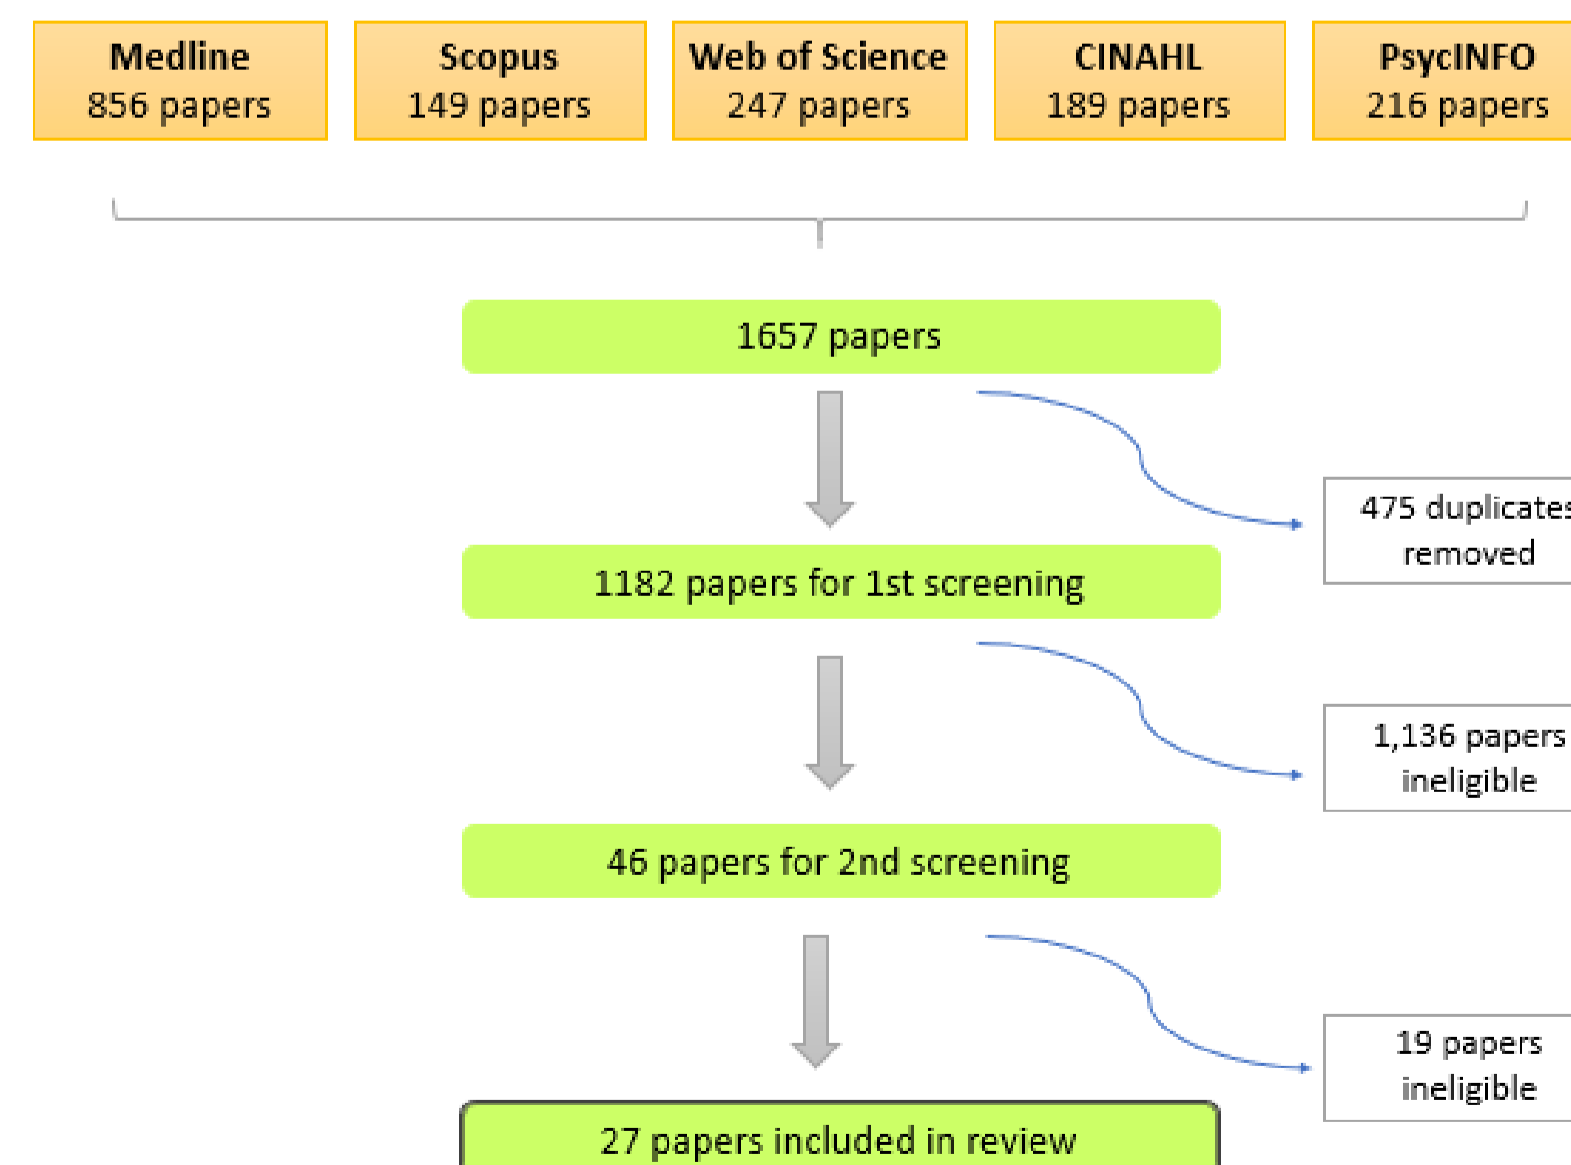 Medline
856 papers
Scopus
149 papers
Web of Science
247 papers
CINAHL
189 papers
PsycINFO
216 papers
1657 papers
475 duplicates
removed
1182 papers for 1st screening
1,136 papers
ineligible
46 papers for 2nd screening
19 papers
ineligible
27 papers included in review